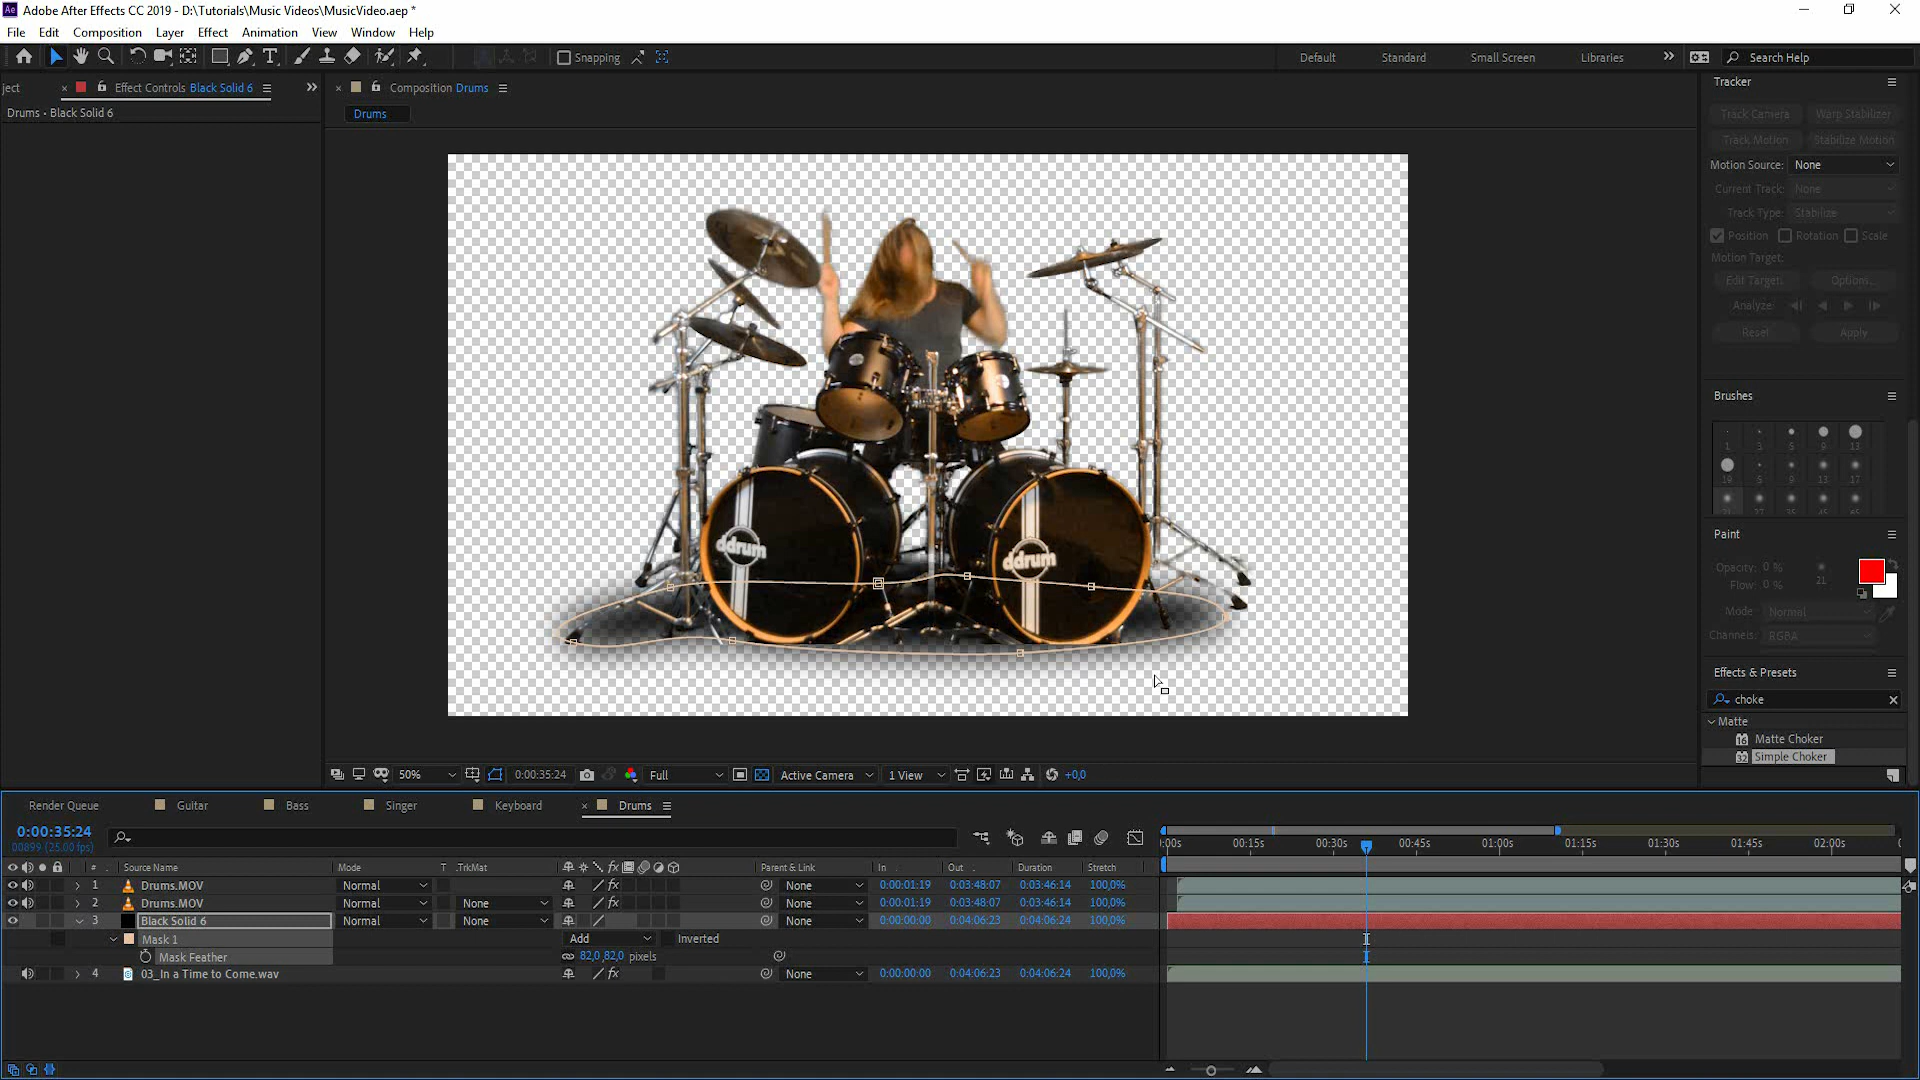 Adobe After Effects CC 2019 - D:\Tutorials\Music Videos\MusicVideo.aep *
File Edit Composition Layer Effect Animation View Window Help
Snapping
Default Standard Small Screen Libraries
Search Help
ject
Effect Controls Black Solid 6
Composition Drums
Drums • Black Solid 6
Drums
ddrum
ddrum
50%
0:00:35:24
Full
Active Camera
1 View
+0,0
Tracker
Track Camera Warp Stabilizer
Track Motion Stabilize Motion
Motion Source: None
Current Track: None
Track Type: Stabilize
Position Rotation Scale
Motion Target:
Edit Target... Options...
Analyze:
Reset Apply
Brushes
1 3 5 9 13
19 5 9 13 17
Paint
Opacity: 0 %
Flow: 0 %
21
Mode: Normal
Channels: RGBA
Effects & Presets
choke
Matte
Matte Choker
Simple Choker
Render Queue Guitar Bass Singer Keyboard Drums
0:00:35:24
00899 (25.00 fps)
# Source Name Mode T .TrkMat Parent & Link In Out Duration Stretch
1 Drums.MOV Normal None 0:00:01:19 0:03:48:07 0:03:46:14 100,0%
2 Drums.MOV Normal None None 0:00:01:19 0:03:48:07 0:03:46:14 100,0%
3 Black Solid 6 Normal None None 0:00:00:00 0:04:06:23 0:04:06:24 100,0%
Mask 1 Add Inverted
Mask Feather 82,0,82,0 pixels
4 03_In a Time to Come.wav None 0:00:00:00 0:04:06:23 0:04:06:24 100,0%
:00s 00:15s 00:30s 00:45s 01:00s 01:15s 01:30s 01:45s 02:00s